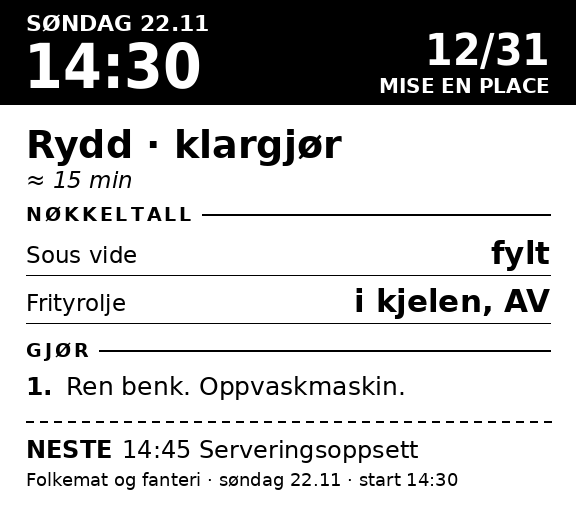 SØNDAG 22.11
14:30
12/31
MISE EN PLACE
Rydd · klargjør
≈ 15 min
NØKKELTALL
Sous vide fylt
Frityrolje i kjelen, AV
GJØR
1. Ren benk. Oppvaskmaskin.
NESTE 14:45 Serveringsoppsett
Folkemat og fanteri · søndag 22.11 · start 14:30